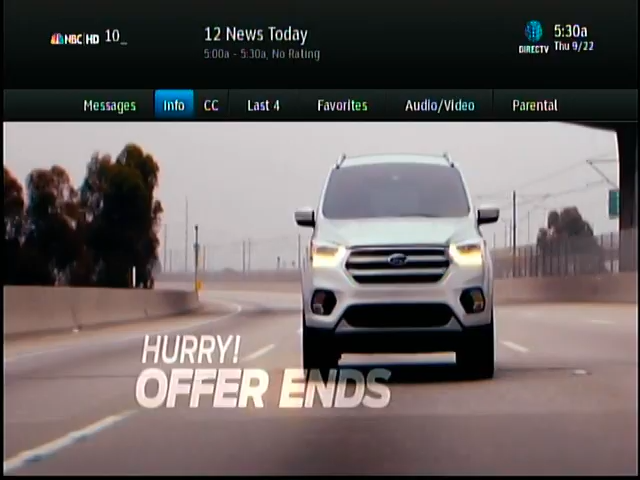 NBC HD 10_
12 News Today
5:00a - 5:30a, No Rating
DIRECTV
5:30a
Thu 9/22
Messages Info CC Last 4 Favorites Audio/Video Parental
Ford
HURRY!
OFFER ENDS